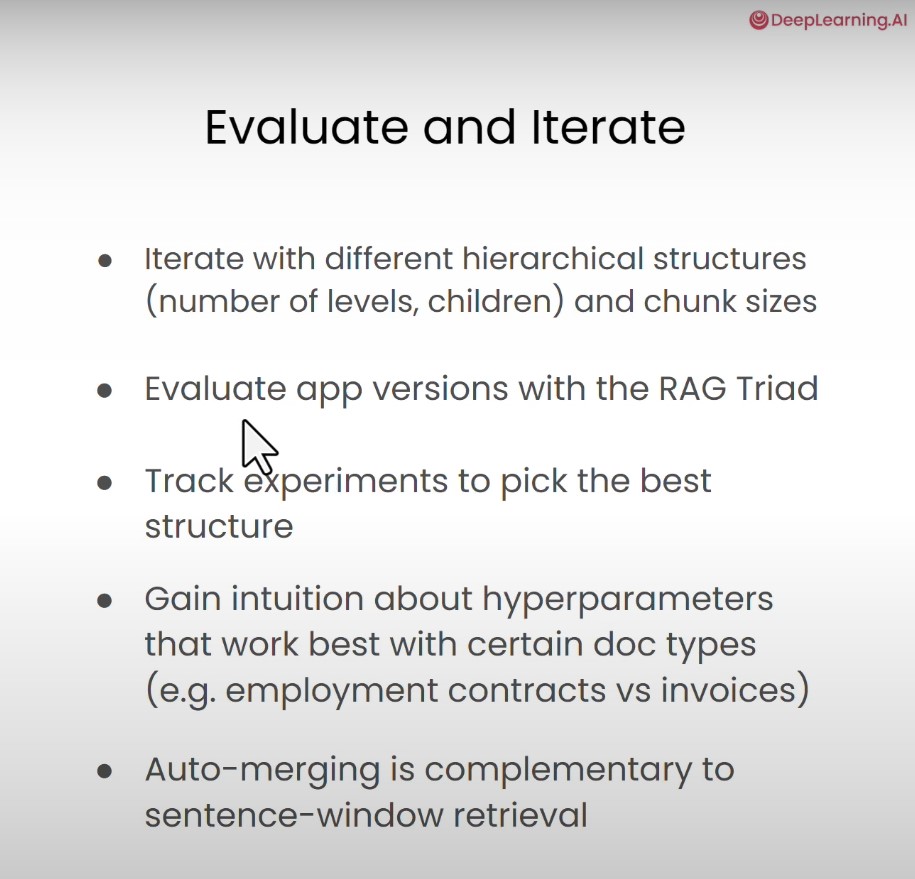 DeepLearning.AI
Evaluate and Iterate
● Iterate with different hierarchical structures
(number of levels, children) and chunk sizes
● Evaluate app versions with the RAG Triad
● Track experiments to pick the best
structure
● Gain intuition about hyperparameters
that work best with certain doc types
(e.g. employment contracts vs invoices)
● Auto-merging is complementary to
sentence-window retrieval